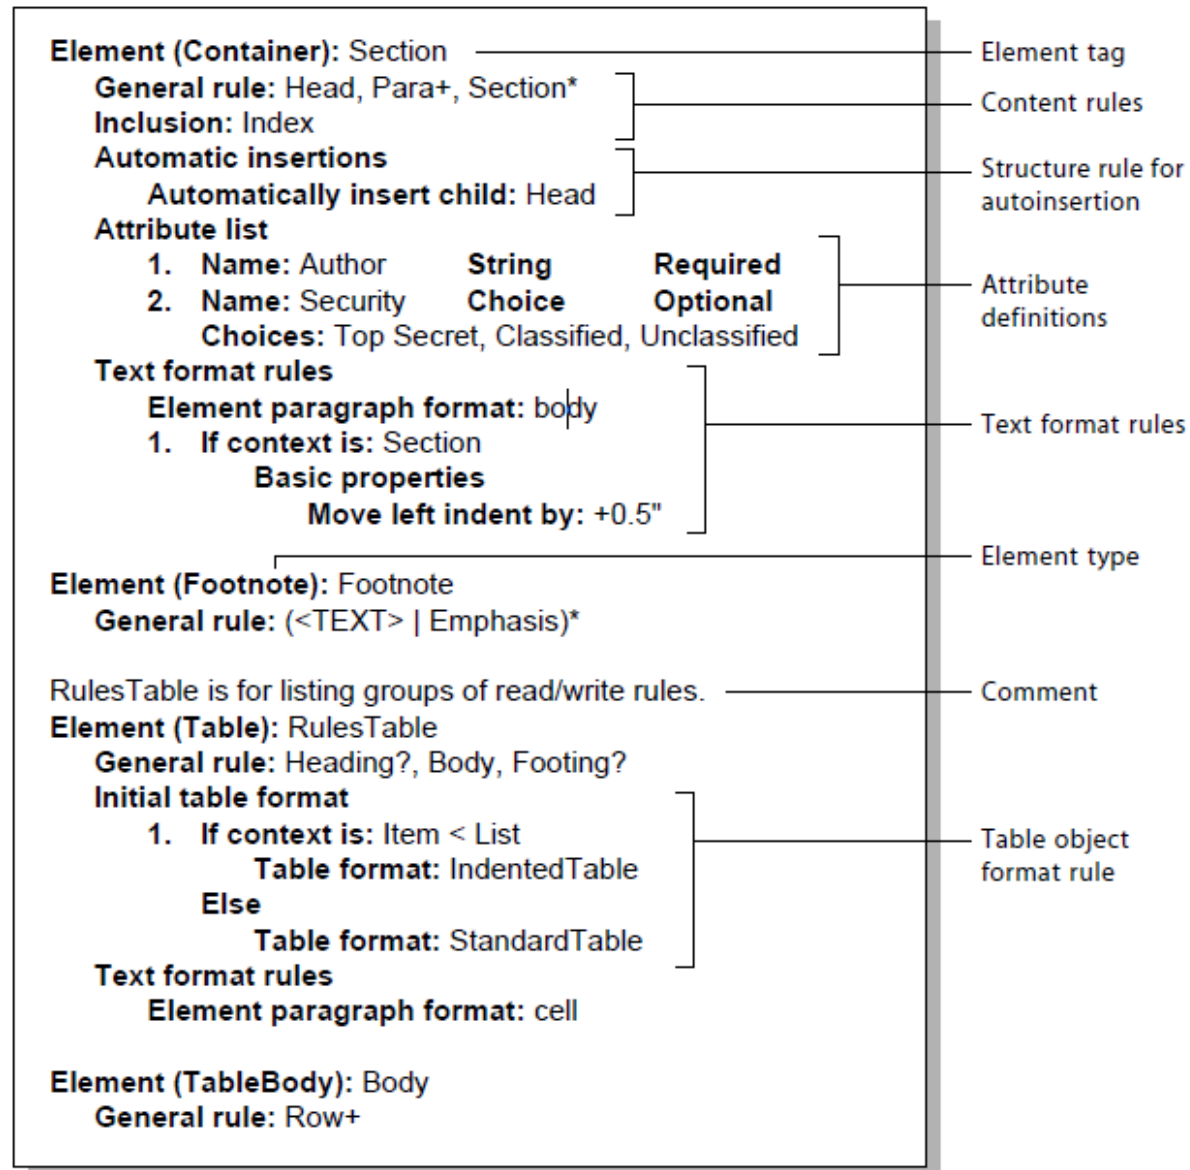 Element (Container): Section
Element tag
General rule: Head, Para+, Section*
Content rules
Inclusion: Index
Automatic insertions
Structure rule for
Automatically insert child: Head
autoinsertion
Attribute list
1. Name: Author String Required
Attribute
2. Name: Security Choice Optional
definitions
Choices: Top Secret, Classified, Unclassified
Text format rules
Element paragraph format: body
Text format rules
1. If context is: Section
Basic properties
Move left indent by: +0.5"
Element type
Element (Footnote): Footnote
General rule: (<TEXT> | Emphasis)*
RulesTable is for listing groups of read/write rules.
Comment
Element (Table): RulesTable
General rule: Heading?, Body, Footing?
Initial table format
1. If context is: Item < List
Table object
Table format: IndentedTable
format rule
Else
Table format: StandardTable
Text format rules
Element paragraph format: cell
Element (TableBody): Body
General rule: Row+